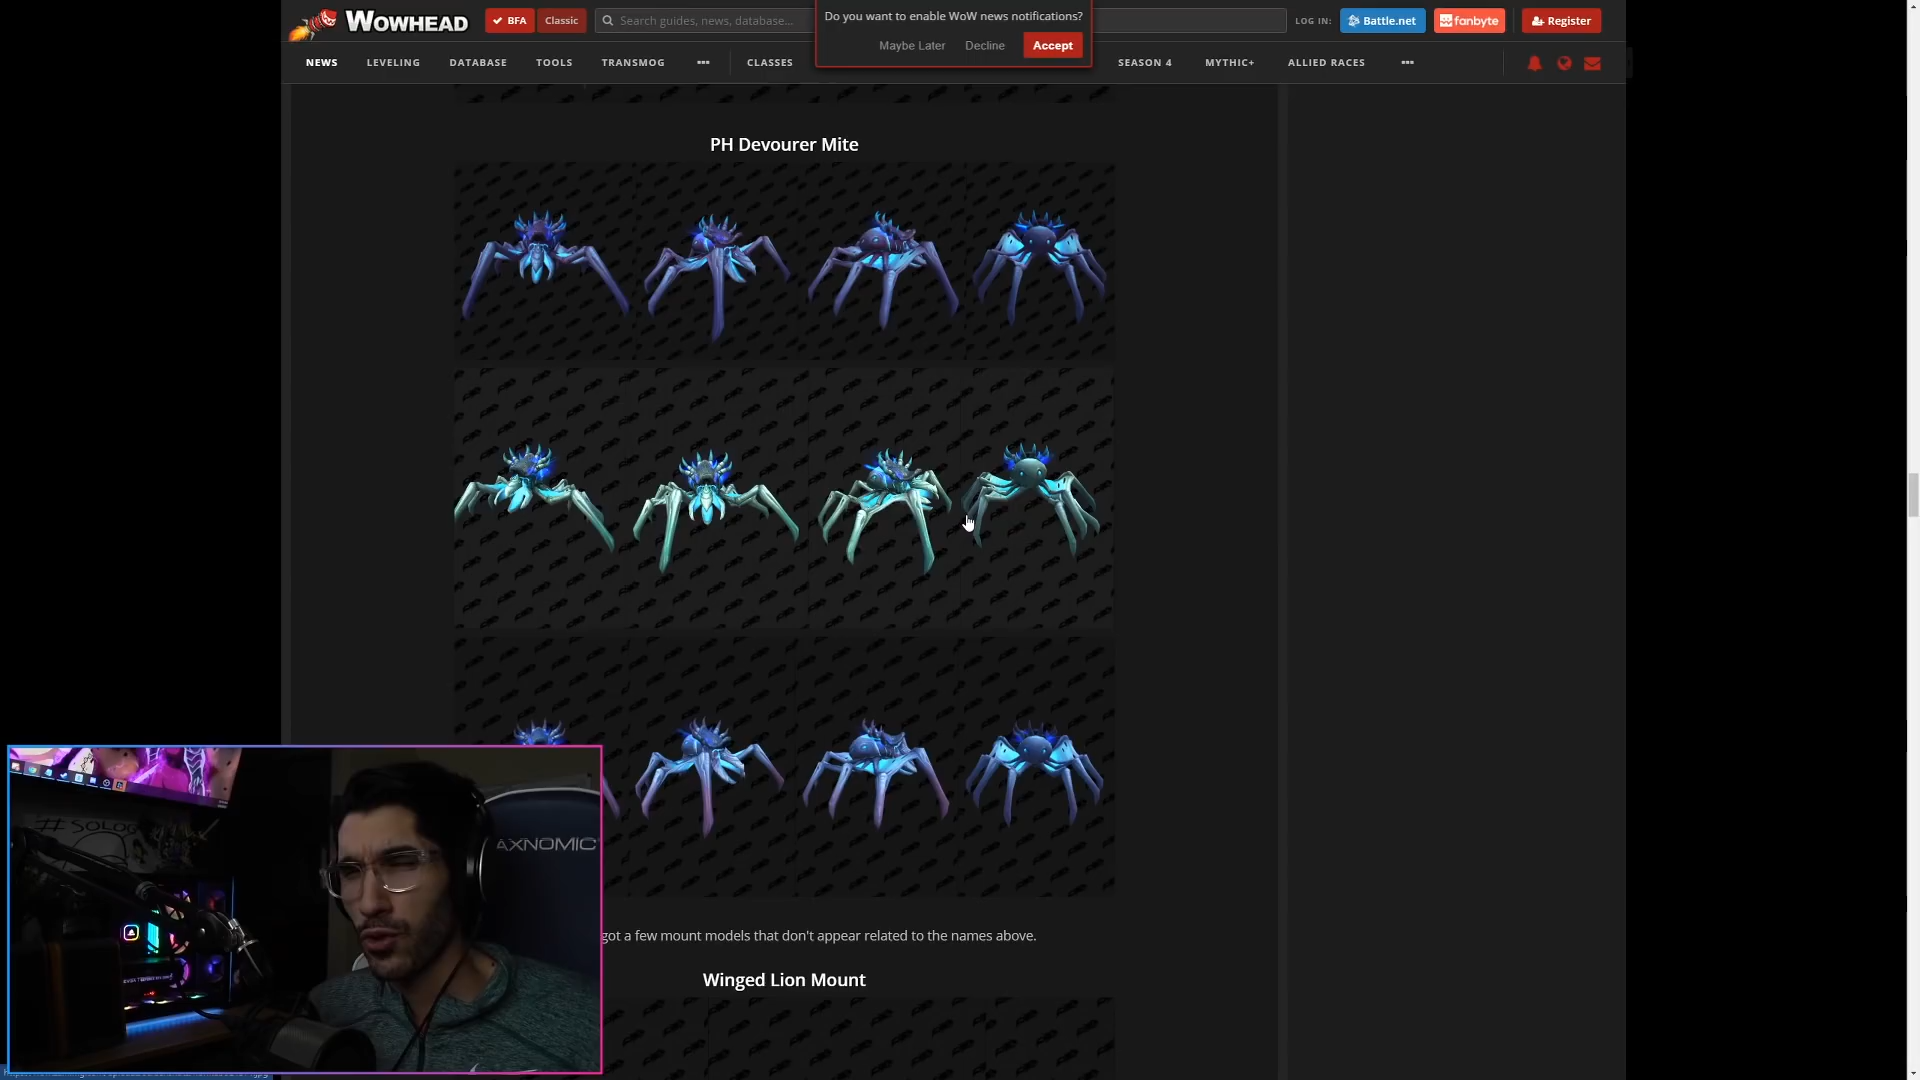 WOWHEAD
BFA
Classic
Search guides, news, database...
Do you want to enable WoW news notifications?
Maybe Later
Decline
Accept
LOG IN:
Battle.net
fanbyte
Register
NEWS
LEVELING
DATABASE
TOOLS
TRANSMOG
CLASSES
SEASON 4
MYTHIC+
ALLIED RACES
PH Devourer Mite
got a few mount models that don't appear related to the names above.
Winged Lion Mount
AXNOMIC